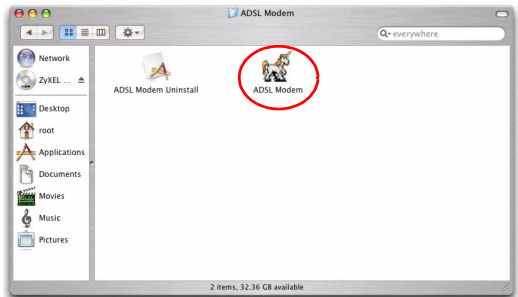 ADSL Modem
everywhere
Network
ZyXEL ...
Desktop
root
Applications
Documents
Movies
Music
Pictures
ADSL Modem Uninstall
ADSL Modem
2 items, 32.36 GB available